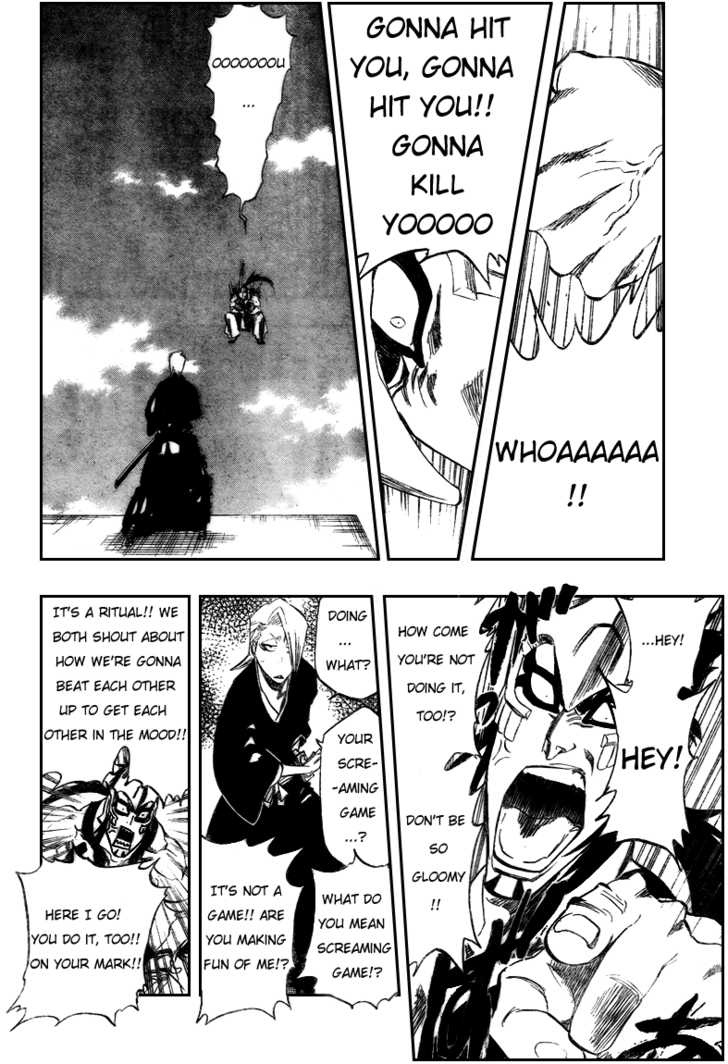 WHOAAAAAA
!!
GONNA HIT
YOU, GONNA
HIT YOU!!
GONNA
KILL
YOOOOO
OOOOOOOU
...
...HEY!
HEY!
HOW COME
YOU'RE NOT
DOING IT,
TOO!?
DON'T BE
SO
GLOOMY
!!
DOING
...
WHAT?
YOUR
SCRE-
-AMING
GAME
...?
WHAT DO
YOU MEAN
SCREAMING
GAME!?
IT'S NOT A
GAME!! ARE
YOU MAKING
FUN OF ME!?
IT'S A RITUAL!! WE
BOTH SHOUT ABOUT
HOW WE'RE GONNA
BEAT EACH OTHER
UP TO GET EACH
OTHER IN THE MOOD!!
HERE I GO!
YOU DO IT, TOO!!
ON YOUR MARK!!